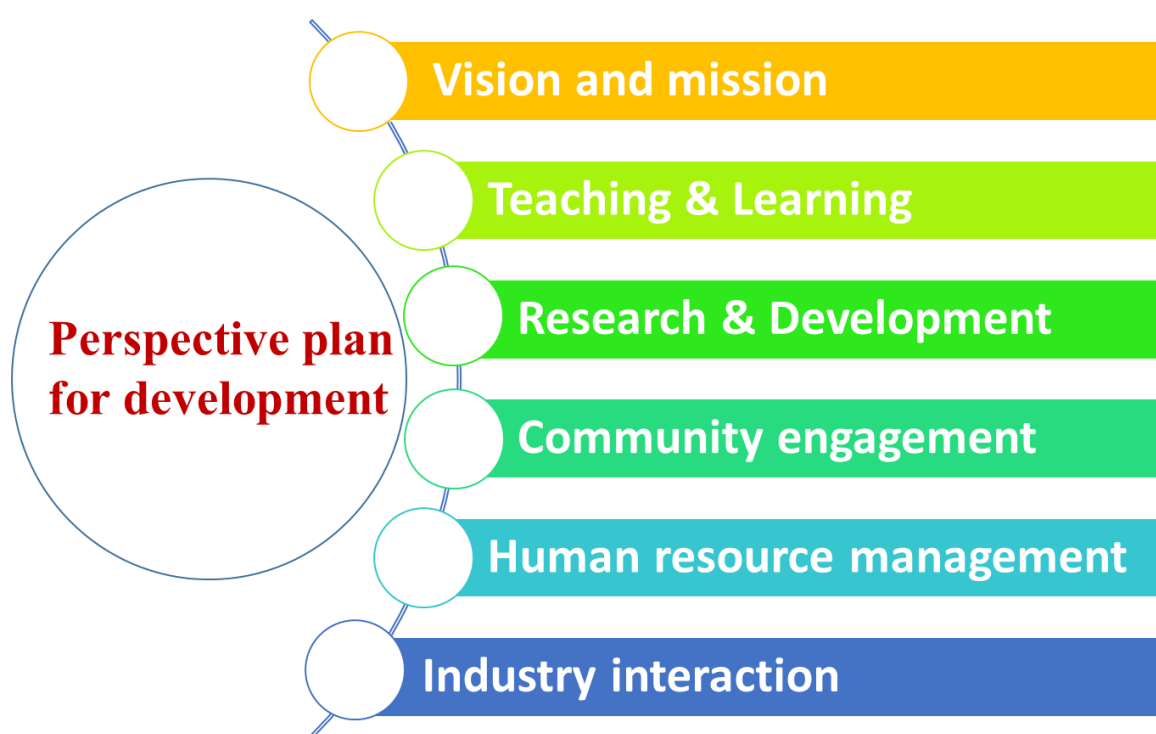 Perspective plan
for development
Vision and mission
Teaching & Learning
Research & Development
Community engagement
Human resource management
Industry interaction